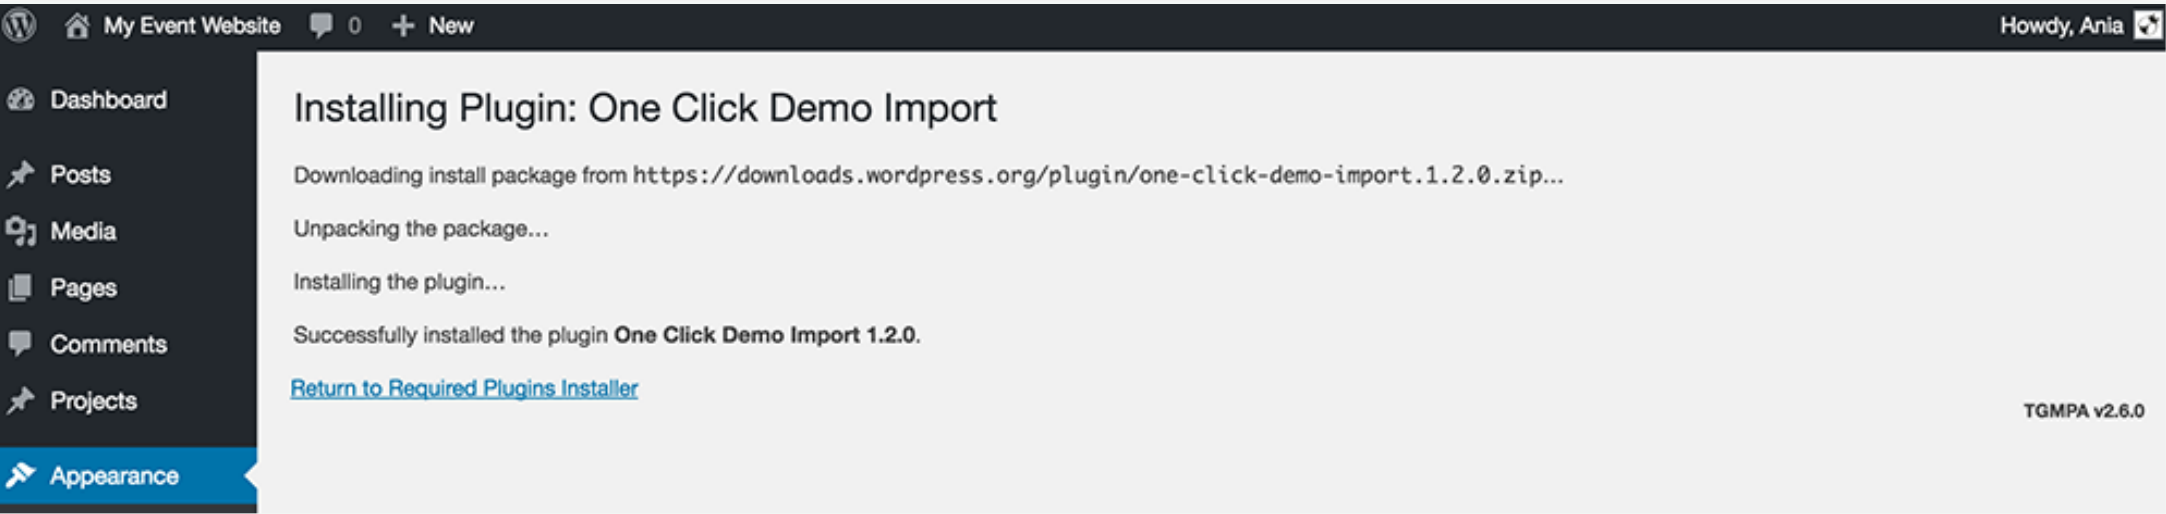 My Event Website 0 + New Howdy, Ania
Dashboard
Installing Plugin: One Click Demo Import
Posts
Downloading install package from https://downloads.wordpress.org/plugin/one-click-demo-import.1.2.0.zip…
Media
Unpacking the package…
Pages
Installing the plugin…
Comments
Successfully installed the plugin One Click Demo Import 1.2.0.
Projects
Return to Required Plugins Installer
TGMPA v2.6.0
Appearance